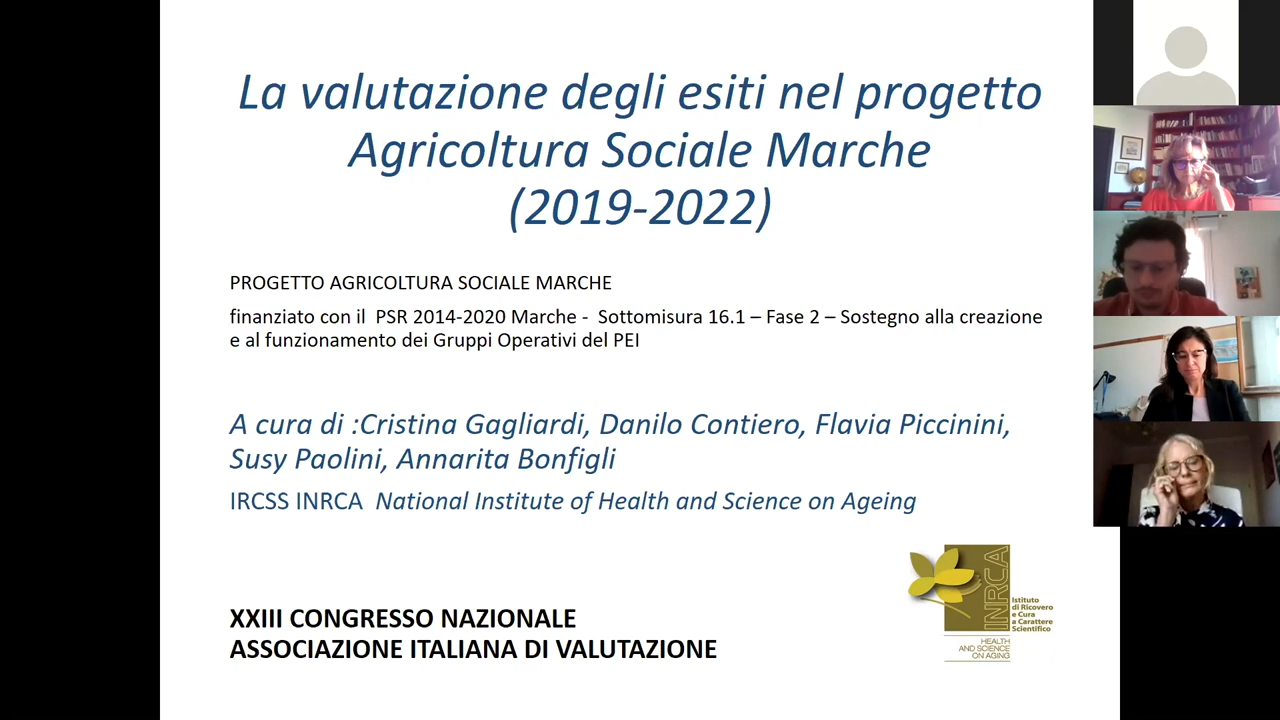 La valutazione degli esiti nel progetto
Agricoltura Sociale Marche
(2019-2022)
PROGETTO AGRICOLTURA SOCIALE MARCHE
finanziato con il  PSR 2014-2020 Marche -  Sottomisura 16.1 – Fase 2 – Sostegno alla creazione
e al funzionamento dei Gruppi Operativi del PEI
A cura di :Cristina Gagliardi, Danilo Contiero, Flavia Piccinini,
Susy Paolini, Annarita Bonfigli
IRCSS INRCA  National Institute of Health and Science on Ageing
XXIII CONGRESSO NAZIONALE
ASSOCIAZIONE ITALIANA DI VALUTAZIONE
INRCA
Istituto
di Ricovero
e Cura
a Carattere
Scientifico
HEALTH
AND SCIENCE
ON AGING